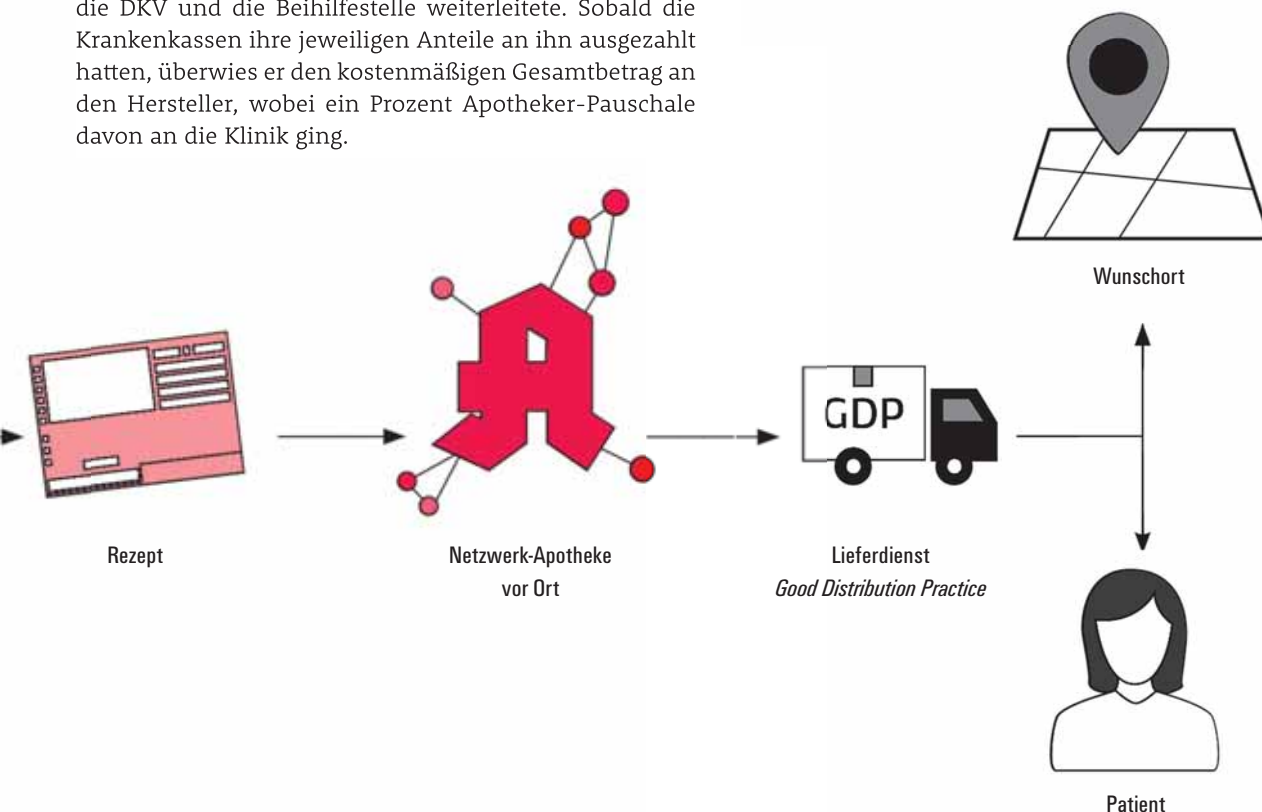 die DKV und die Beihilfestelle weiterleitete. Sobald die
Krankenkassen ihre jeweiligen Anteile an ihn ausgezahlt
hatten, überwies er den kostenmäßigen Gesamtbetrag an
den Hersteller, wobei ein Prozent Apotheker-Pauschale
davon an die Klinik ging.
Wunschort
GDP
Rezept
Netzwerk-Apotheke
vor Ort
Lieferdienst
Good Distribution Practice
Patient